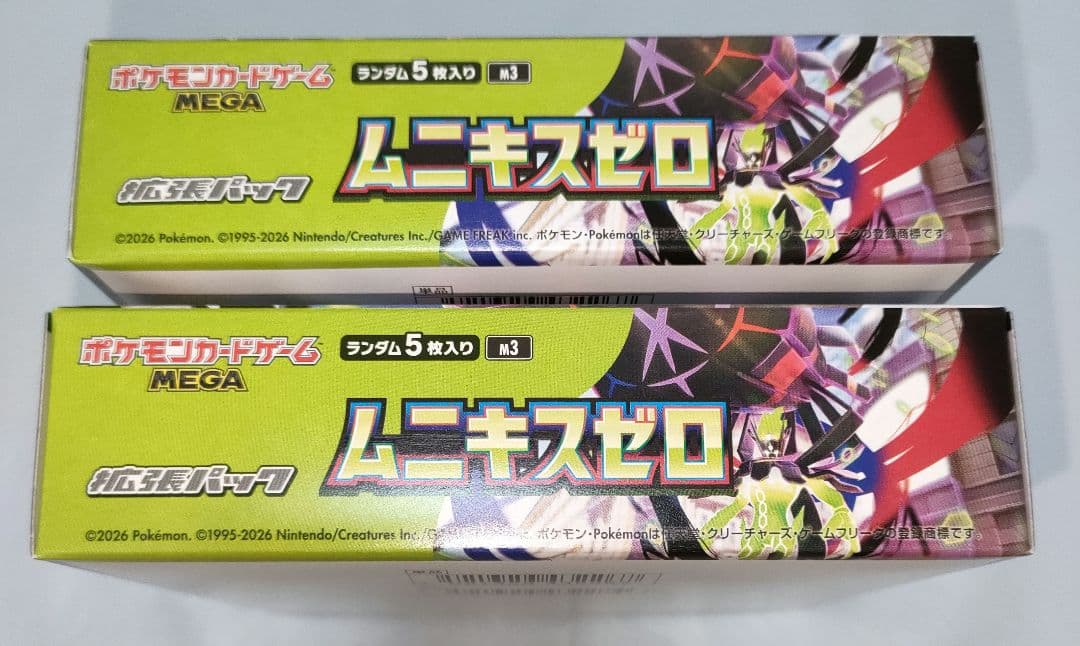 ポケモンカードゲーム
MEGA
ランダム5枚入り M3
ムニキスゼロ
拡張パック
©2026 Pokémon. ©1995-2026 Nintendo/Creatures Inc./GAME FREAK inc. ポケモン・Pokémonは任天堂・クリーチャーズ・ゲームフリークの登録商標です。
単品
ポケモンカードゲーム
MEGA
ランダム5枚入り M3
ムニキスゼロ
拡張パック
©2026 Pokémon. ©1995-2026 Nintendo/Creatures Inc./GAME FREAK inc. ポケモン・Pokémonは任天堂・クリーチャーズ・ゲームフリークの登録商標です。